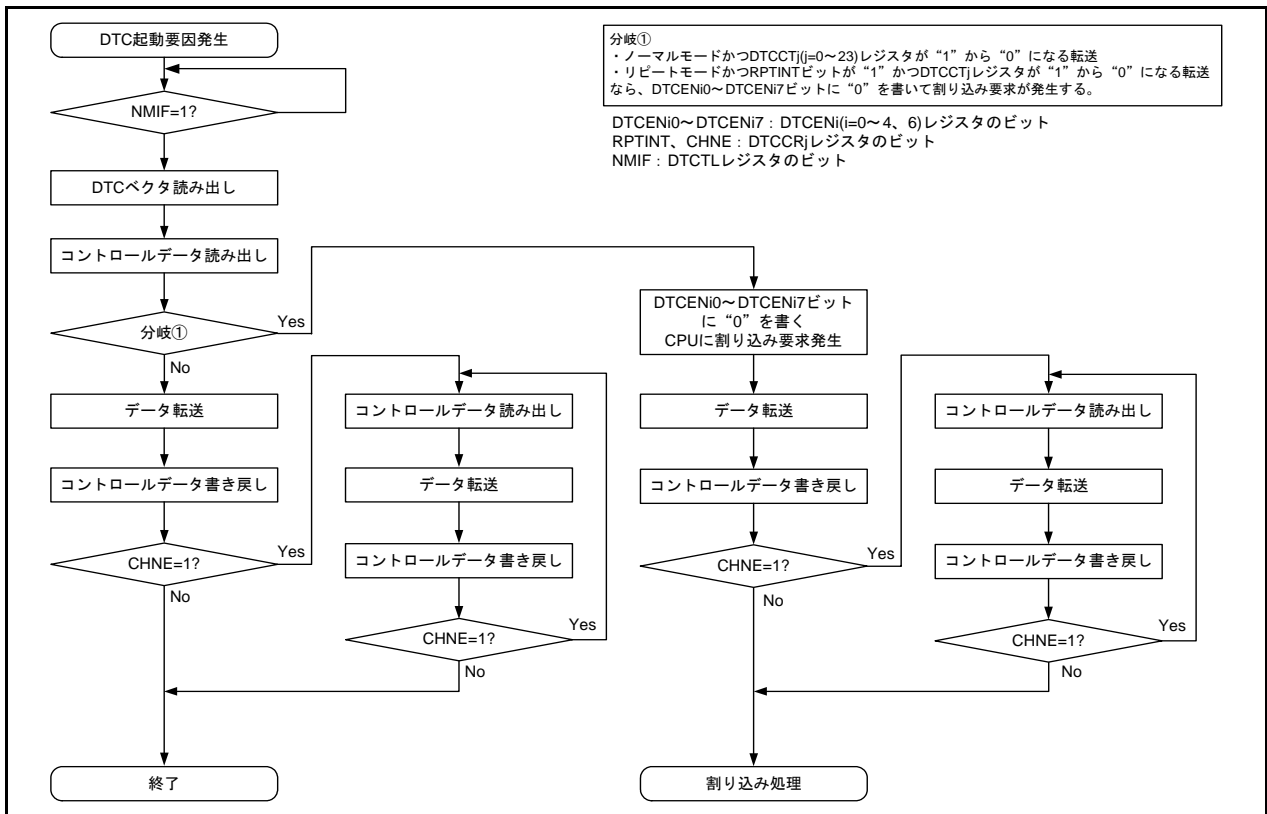 DTC起動要因発生
NMIF=1?
DTCベクタ読み出し
コントロールデータ読み出し
分岐①
Yes
No
データ転送
コントロールデータ書き戻し
CHNE=1?
Yes
No
終了
コントロールデータ読み出し
データ転送
コントロールデータ書き戻し
CHNE=1?
Yes
No
分岐①
・ノーマルモードかつDTCCTj(j=0～23)レジスタが“1”から“0”になる転送
・リピートモードかつRPTINTビットが“1”かつDTCCTjレジスタが“1”から“0”になる転送
なら、DTCENi0～DTCENi7ビットに“0”を書いて割り込み要求が発生する。
DTCENi0～DTCENi7：DTCENi(i=0～4、6)レジスタのビット
RPTINT、CHNE：DTCCRjレジスタのビット
NMIF：DTCTLレジスタのビット
DTCENi0～DTCENi7ビット
に“0”を書く
CPUに割り込み要求発生
データ転送
コントロールデータ書き戻し
CHNE=1?
Yes
No
割り込み処理
コントロールデータ読み出し
データ転送
コントロールデータ書き戻し
CHNE=1?
Yes
No